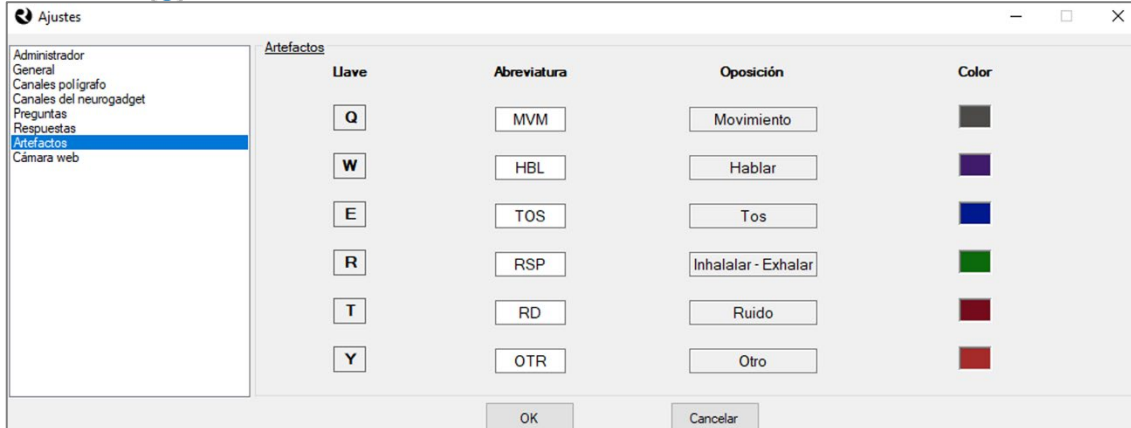 Ajustes
Administrador
General
Canales polígrafo
Canales del neurogadget
Preguntas
Respuestas
Artefactos
Cámara web
Artefactos
Llave Abreviatura Oposición Color
Q MVM Movimiento
W HBL Hablar
E TOS Tos
R RSP Inhalalar - Exhalar
T RD Ruido
Y OTR Otro
OK Cancelar